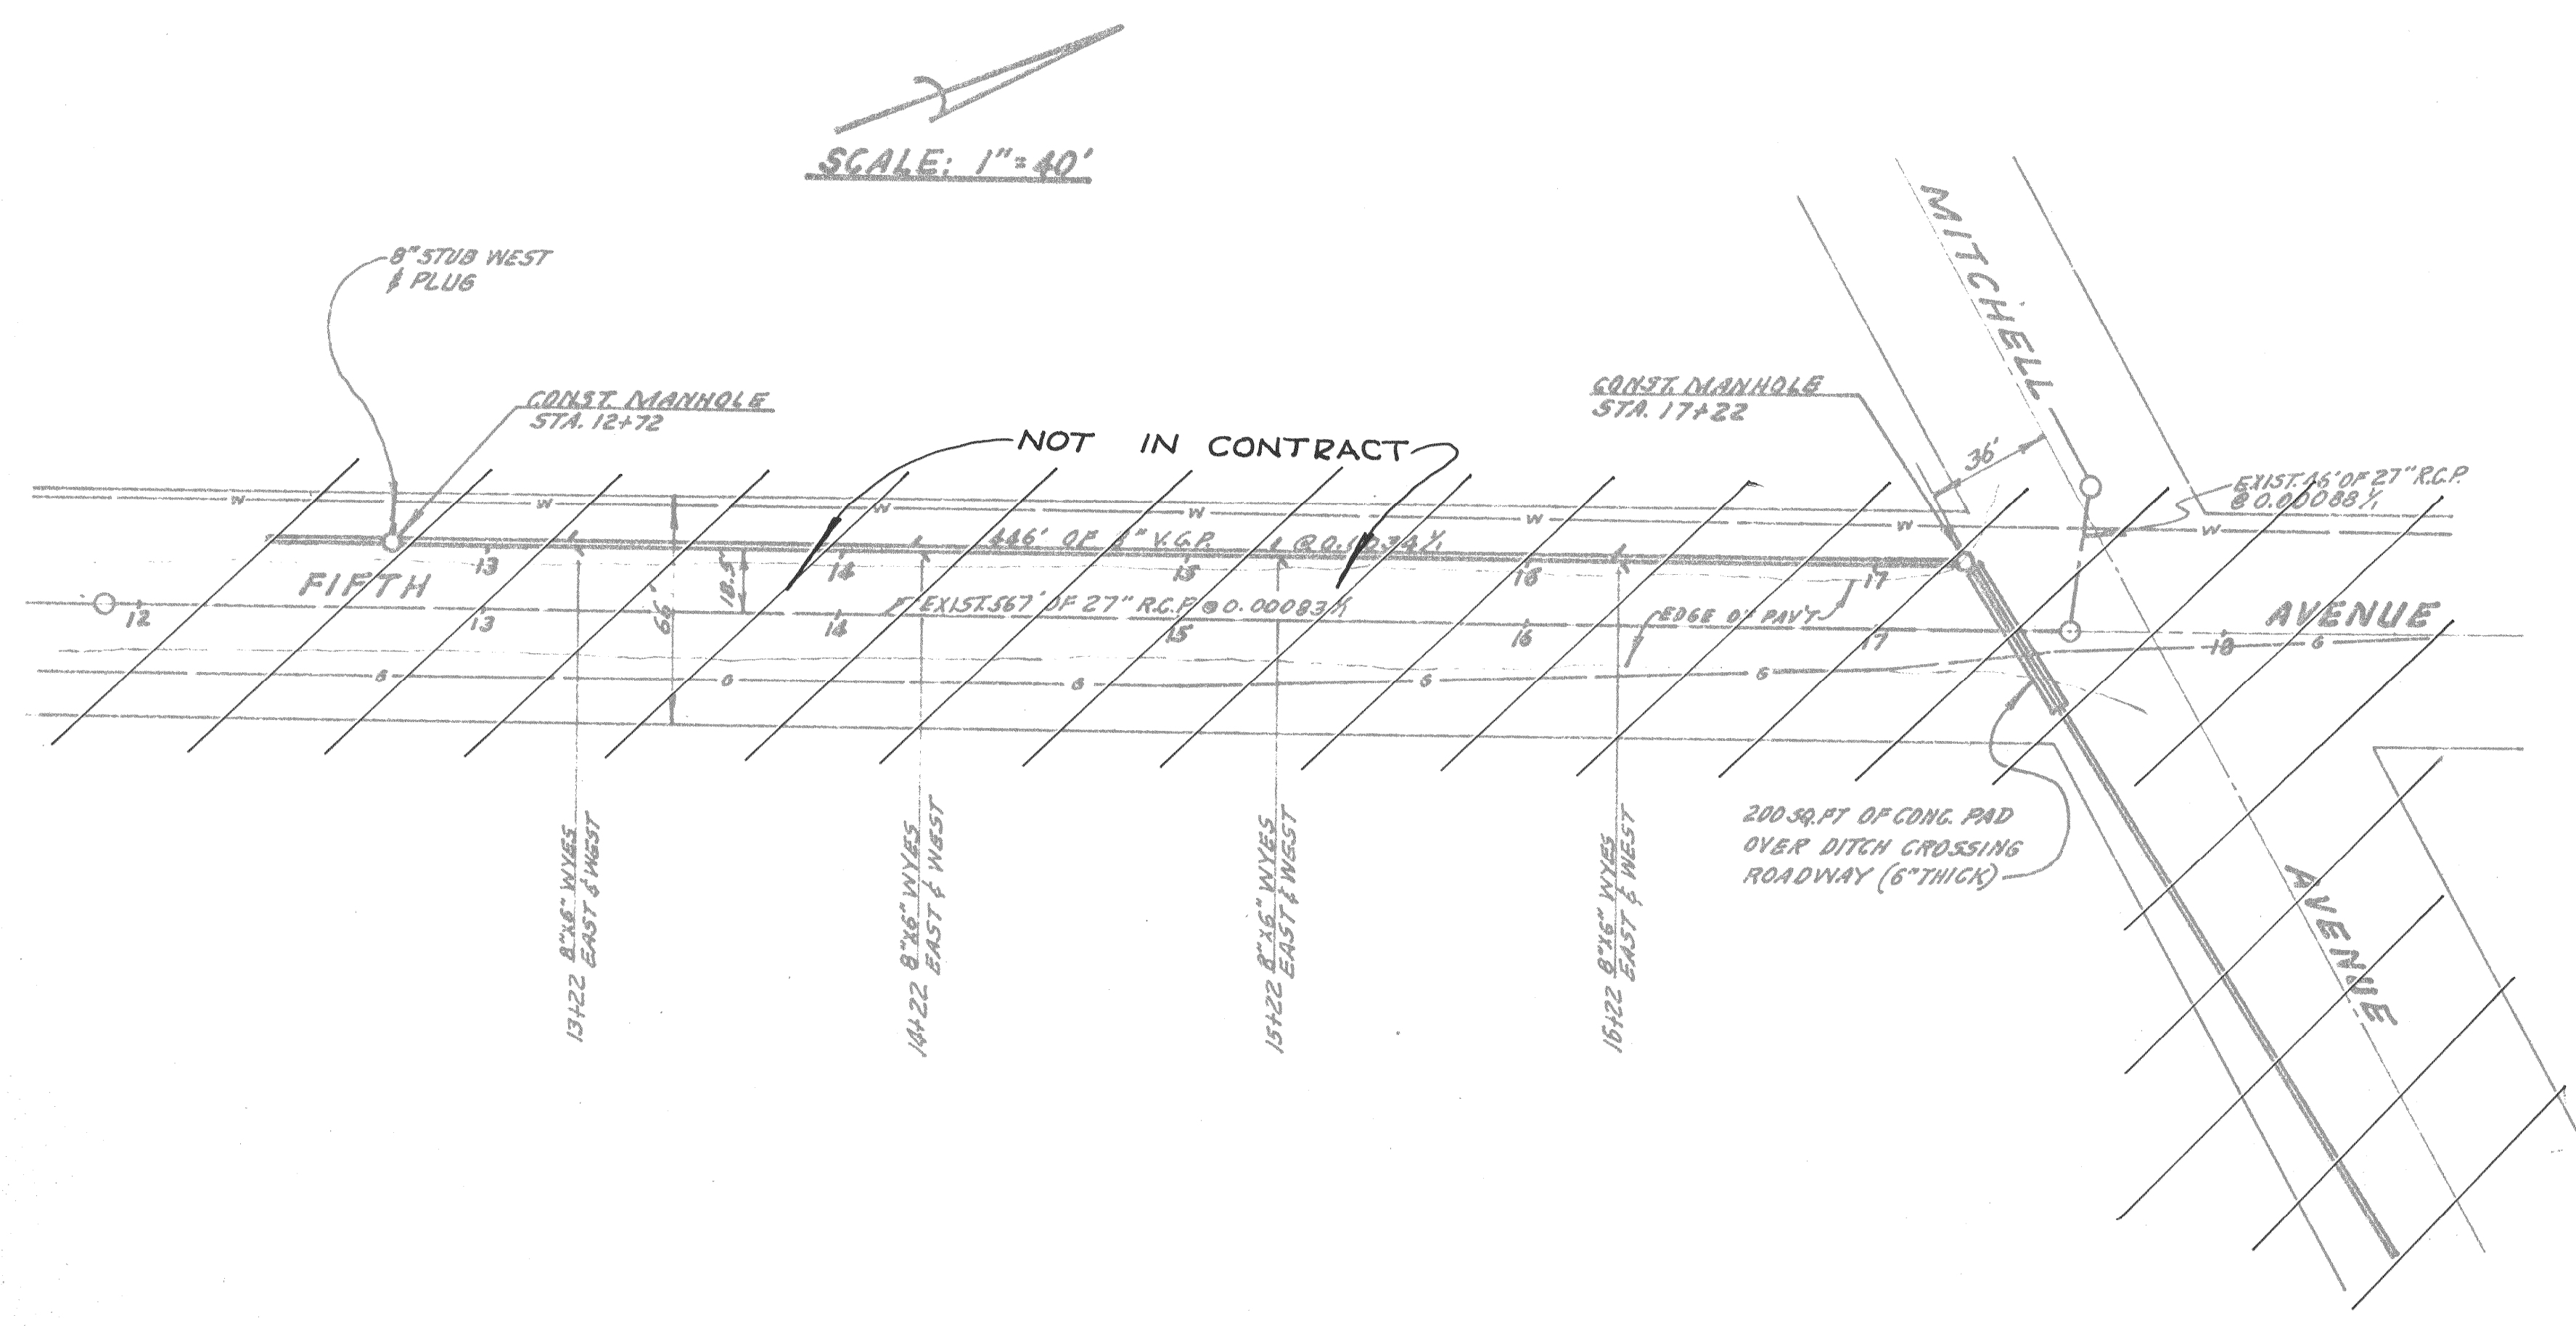 SCALE: 1"=40'
MITCHELL
8" STUB WEST
& PLUG
CONST. MANHOLE
STA. 12+72
CONST. MANHOLE
STA. 17+22
NOT IN CONTRACT
36'
EXIST. 46' OF 27" R.C.P.
@ 0.00088 1/1
W W W W W W W
446' OF 8" V.C.P. @
13 14 15 16 17
FIFTH
18.5'
66'
EXIST. 567' OF 27" R.C.P. @ 0.00083 1/1
EDGE OF PAV'T
AVENUE
12 13 14 15 16 17 18
G G G G G G
200 SQ.FT OF CONC. PAD
OVER DITCH CROSSING
ROADWAY (6" THICK)
13+22 8"X6" WYES
EAST & WEST
14+22 8"X6" WYES
EAST & WEST
15+22 8"X6" WYES
EAST & WEST
16+22 8"X6" WYES
EAST & WEST
AVENUE